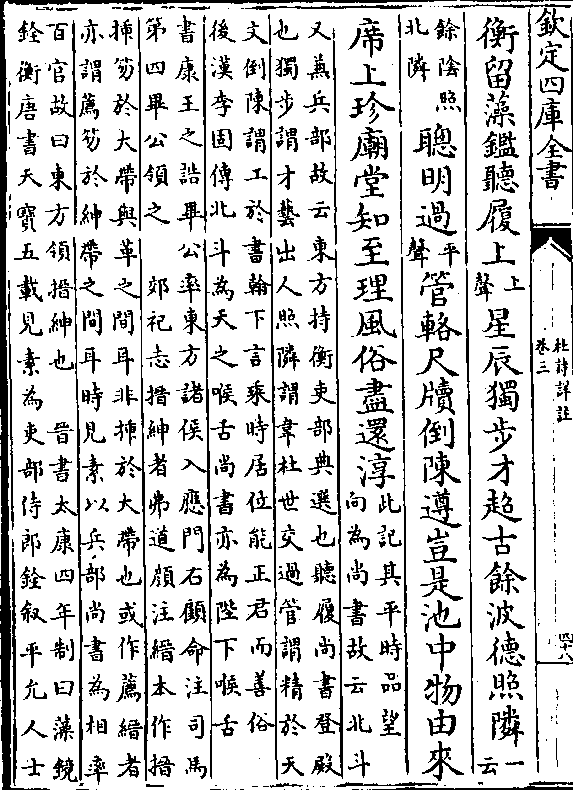 欽定四庫全書
杜詩詳註
卷三
四十八
衡留藻鑑聽履上上聲星辰獨步才超古餘波德照隣一云
餘陰照北隣聰明過平聲管輅尺牘倒陳遵豈是池中物由來
席上珍廟堂知至理風俗盡還淳此記其平時品望向為尚書故云北斗
又兼兵部故云東方持衡吏部典選也聽履尚書登殿
也獨步謂才藝出人照隣謂韋杜世交過管謂精於天
文倒陳謂工於書翰下言乘時居位能正君而善俗
後漢李固傳北斗為天之喉舌尚書亦為陛下喉舌
書康王之誥畢公率東方諸侯入應門右顧命注司馬
第四畢公領之 郊祀志搢紳者弗道顔注縉本作搢
揷笏於大帶與革之間耳非揷於大帶也或作薦縉者
亦謂薦笏於紳帶之間耳時見素以兵部尚書為相率
百官故曰東方領搢紳也 晉書太康四年制曰藻鏡
銓衡唐書天寶五載見素為吏部侍郎銓叙平允人士